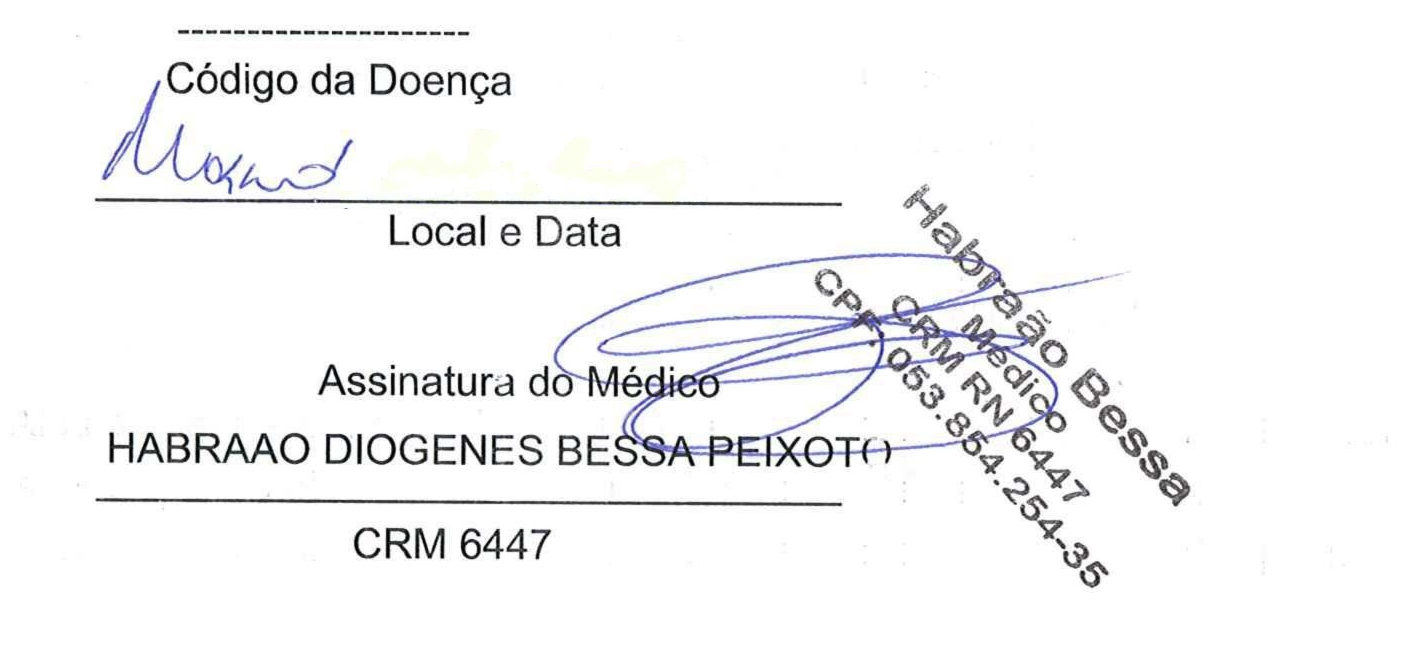 --------------------
Código da Doença
Local e Data
Assinatura do Médico
HABRAAO DIOGENES BESSA PEIXOTO
CRM 6447
Habraão Bessa
Médico
CRM RN 6447
CPF: 053.854.254-35